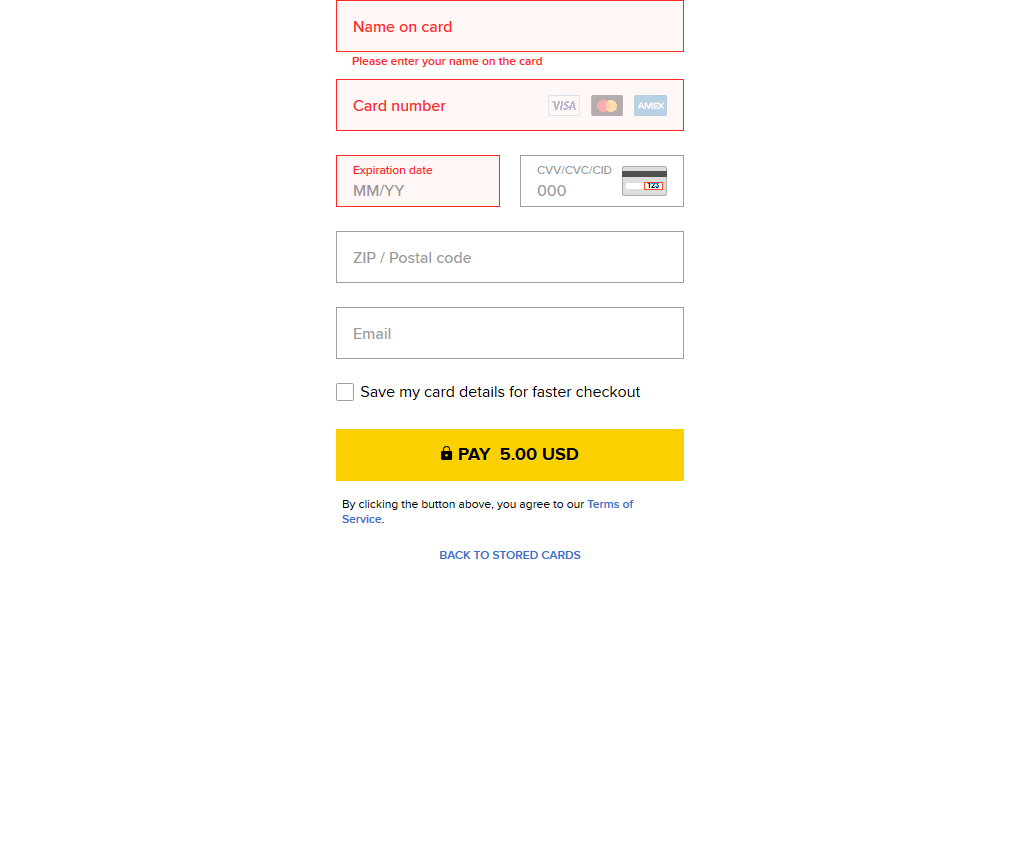 Name on card
Please enter your name on the card
Card number VISA AMEX
Expiration date CVV/CVC/CID
MM/YY 000 123
ZIP / Postal code
Email
Save my card details for faster checkout
PAY 5.00 USD
By clicking the button above, you agree to our Terms of
Service.
BACK TO STORED CARDS